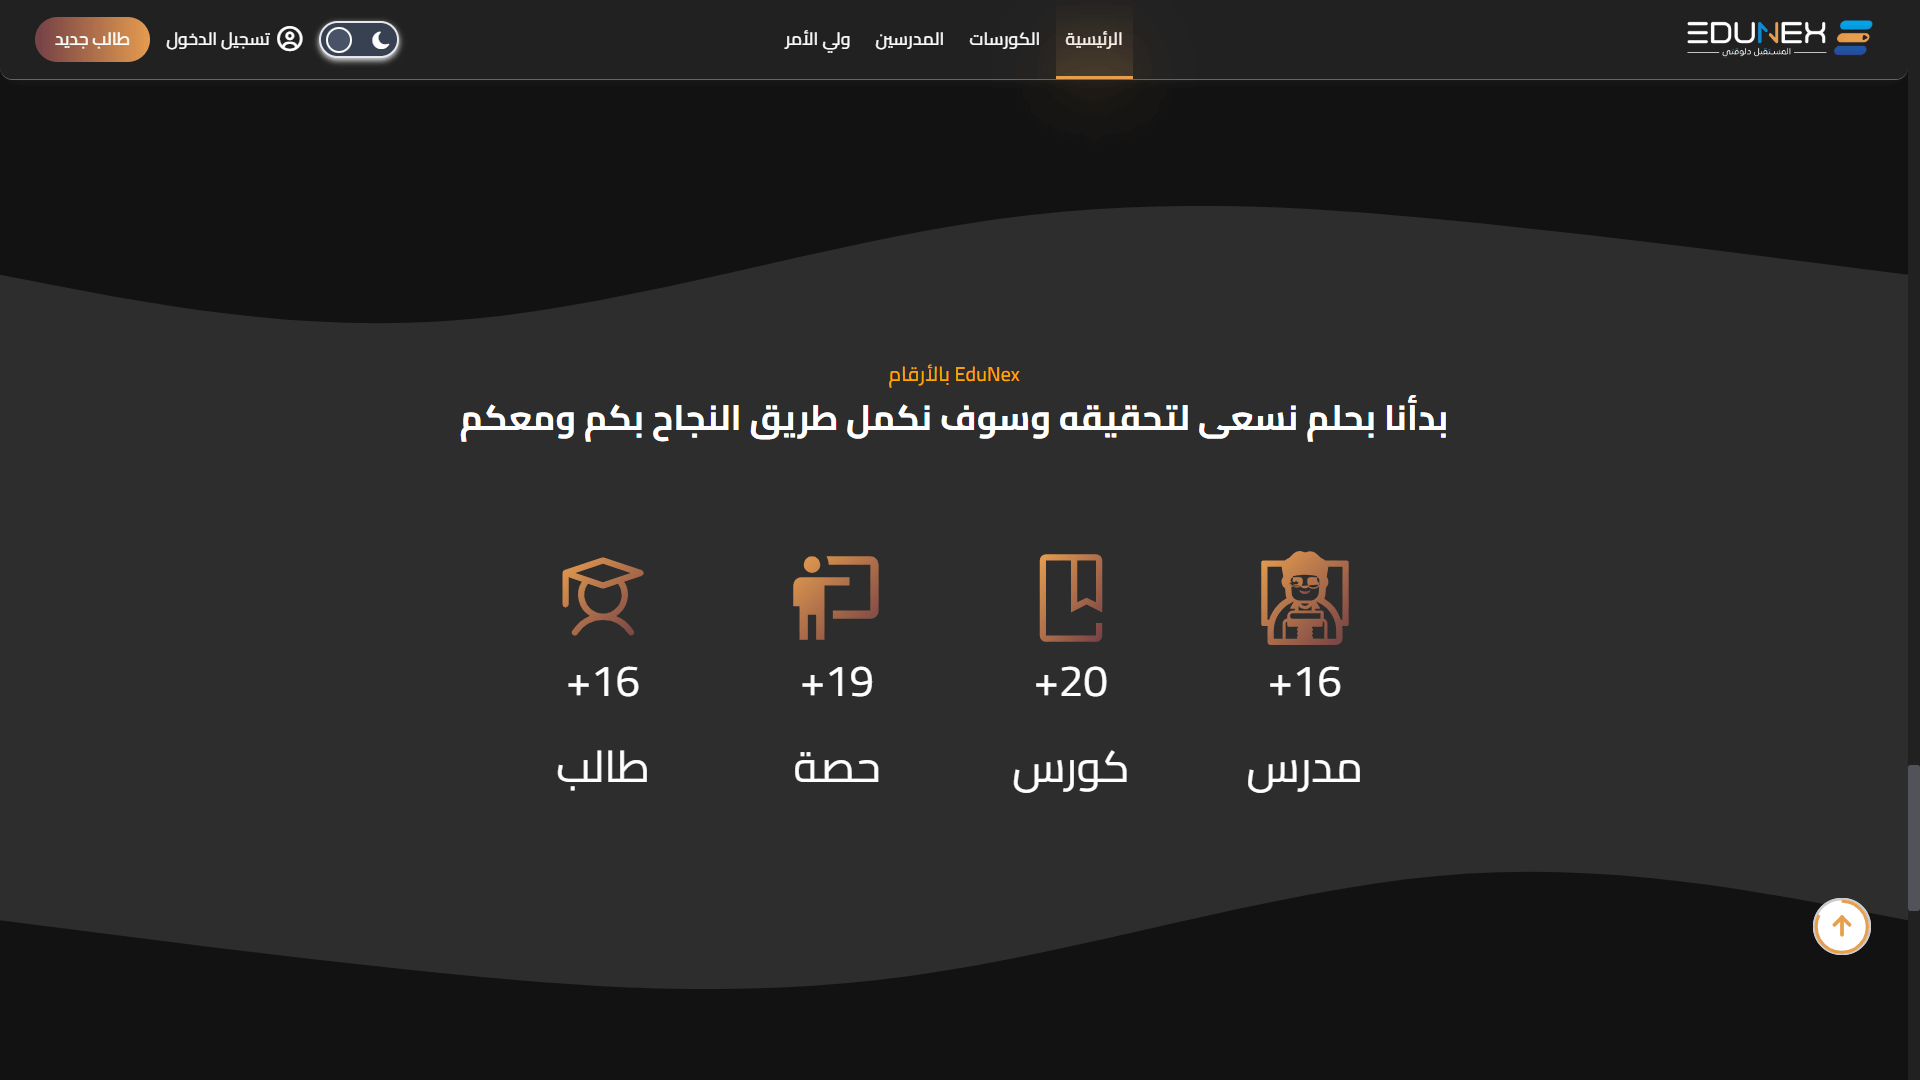 EDUNEX
المستقبل دلوقتي
الرئيسية
الكورسات
المدرسين
ولي الأمر
تسجيل الدخول
طالب جديد
EduNex بالأرقام
بدأنا بحلم نسعى لتحقيقه وسوف نكمل طريق النجاح بكم ومعكم
+16
+20
+19
+16
مدرس
كورس
حصة
طالب